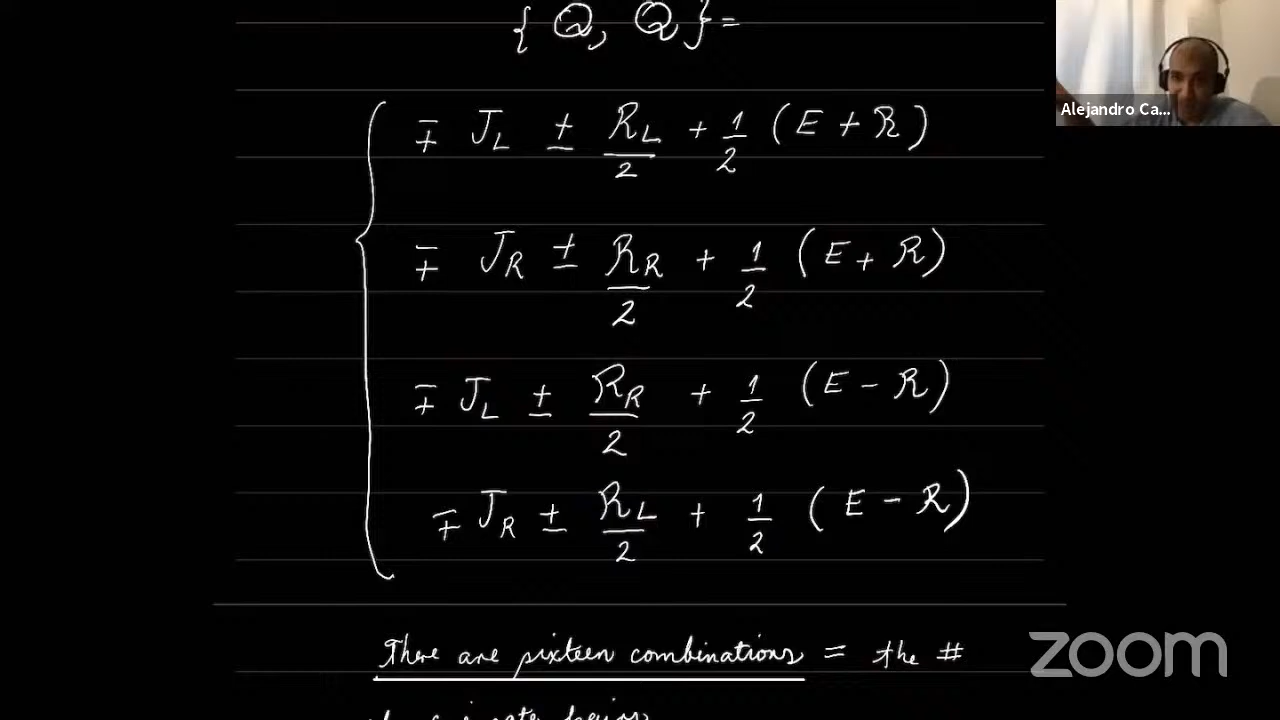 { Q, Q } =
Alejandro Ca...
∓ J_L ± R_L/2 + 1/2 (E + R)
∓ J_R ± R_R/2 + 1/2 (E + R)
∓ J_L ± R_R/2 + 1/2 (E − R)
∓ J_R ± R_L/2 + 1/2 (E − R)
There are sixteen combinations = the #
zoom